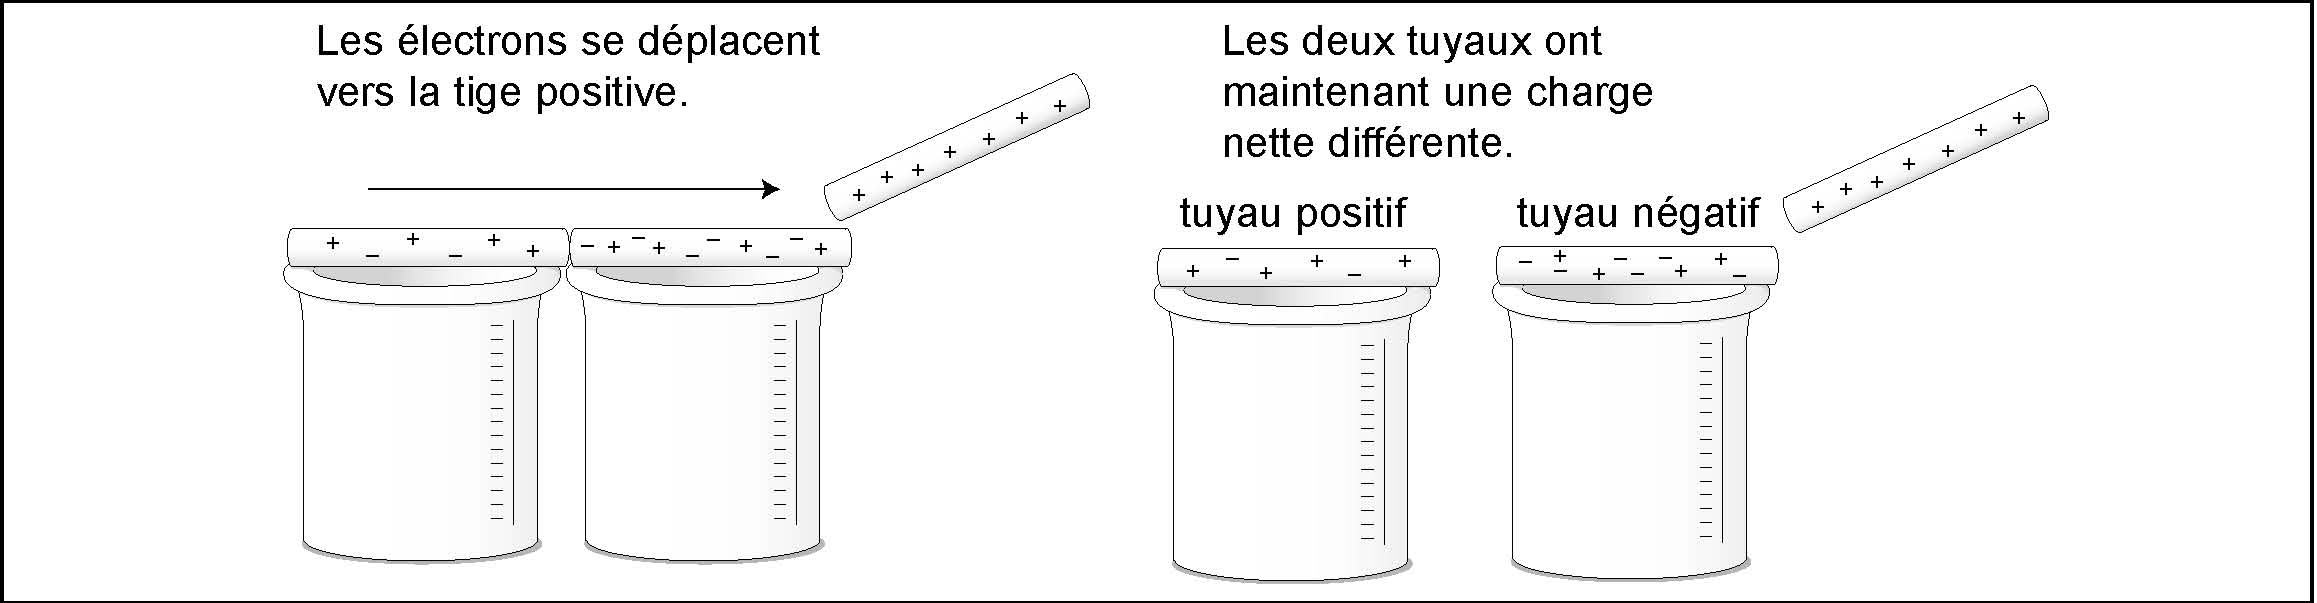 Les électrons se déplacent
vers la tige positive.
Les deux tuyaux ont
maintenant une charge
nette différente.
tuyau positif
tuyau négatif